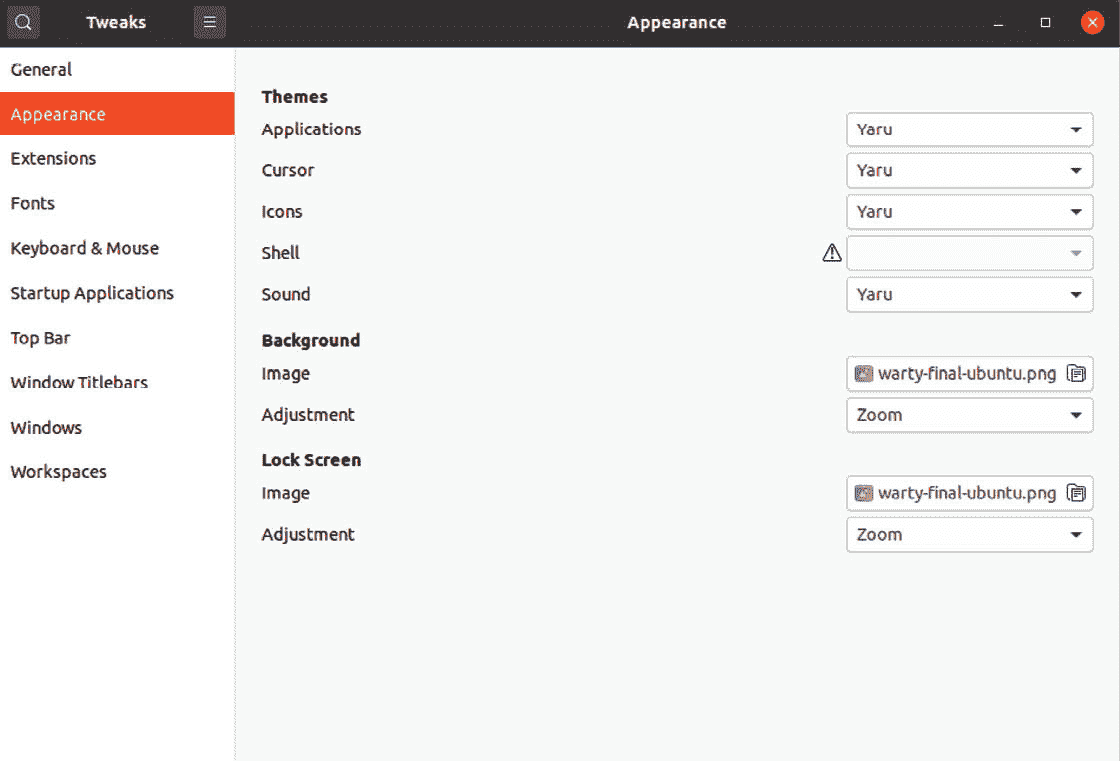 Tweaks
Appearance
General
Appearance
Extensions
Fonts
Keyboard & Mouse
Startup Applications
Top Bar
Window Titlebars
Windows
Workspaces
Themes
Applications Yaru
Cursor Yaru
Icons Yaru
Shell
Sound Yaru
Background
Image warty-final-ubuntu.png
Adjustment Zoom
Lock Screen
Image warty-final-ubuntu.png
Adjustment Zoom